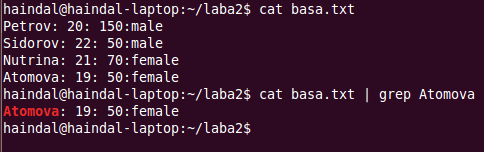 haindal@haindal-laptop:~/laba2$ cat basa.txt
Petrov: 20: 150:male
Sidorov: 22: 50:male
Nutrina: 21: 70:female
Atomova: 19: 50:female
haindal@haindal-laptop:~/laba2$ cat basa.txt | grep Atomova
Atomova: 19: 50:female
haindal@haindal-laptop:~/laba2$